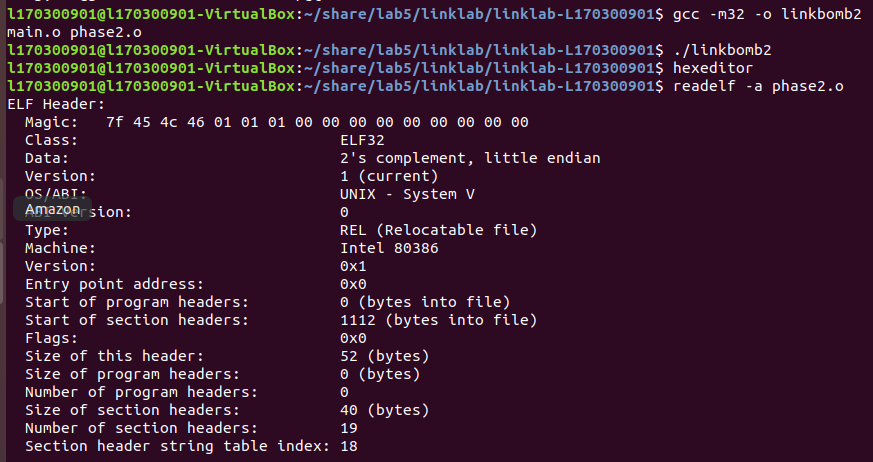 l170300901@l170300901-VirtualBox:~/share/lab5/linklab-L170300901$ gcc -m32 -o linkbomb2
main.o phase2.o
l170300901@l170300901-VirtualBox:~/share/lab5/linklab-L170300901$ ./linkbomb2
l170300901@l170300901-VirtualBox:~/share/lab5/linklab-L170300901$ hexeditor
l170300901@l170300901-VirtualBox:~/share/lab5/linklab-L170300901$ readelf -a phase2.o
ELF Header:
Magic: 7f 45 4c 46 01 01 01 00 00 00 00 00 00 00 00 00
Class: ELF32
Data: 2's complement, little endian
Version: 1 (current)
OS/ABI: UNIX - System V
Amazon
Version: 0
Type: REL (Relocatable file)
Machine: Intel 80386
Version: 0x1
Entry point address: 0x0
Start of program headers: 0 (bytes into file)
Start of section headers: 1112 (bytes into file)
Flags: 0x0
Size of this header: 52 (bytes)
Size of program headers: 0 (bytes)
Number of program headers: 0
Size of section headers: 40 (bytes)
Number of section headers: 19
Section header string table index: 18